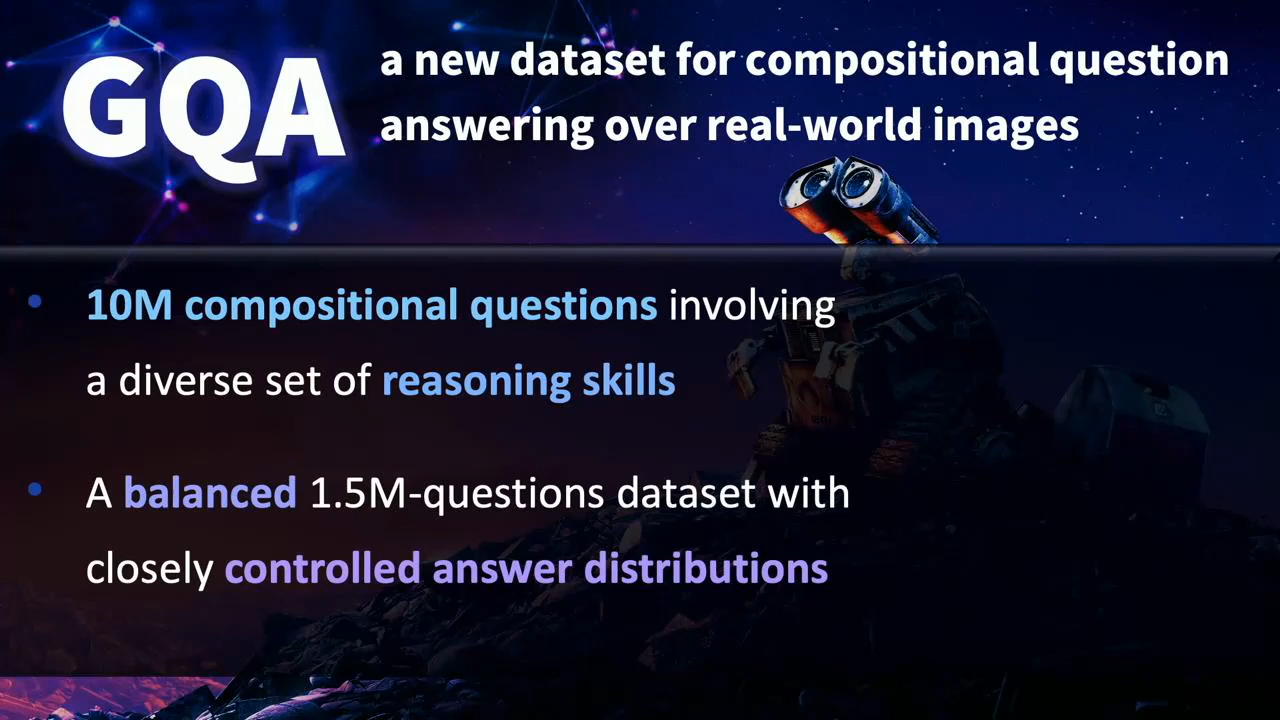 GQA
a new dataset for compositional question
answering over real-world images
• 10M compositional questions involving
a diverse set of reasoning skills
• A balanced 1.5M-questions dataset with
closely controlled answer distributions